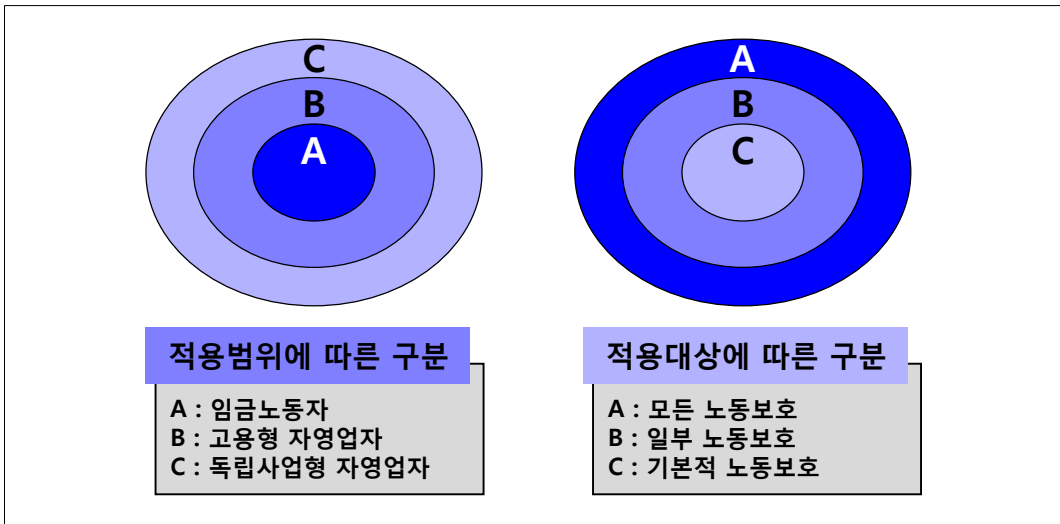 C
B
A
적용범위에 따른 구분
A : 임금노동자
B : 고용형 자영업자
C : 독립사업형 자영업자
A
B
C
적용대상에 따른 구분
A : 모든 노동보호
B : 일부 노동보호
C : 기본적 노동보호